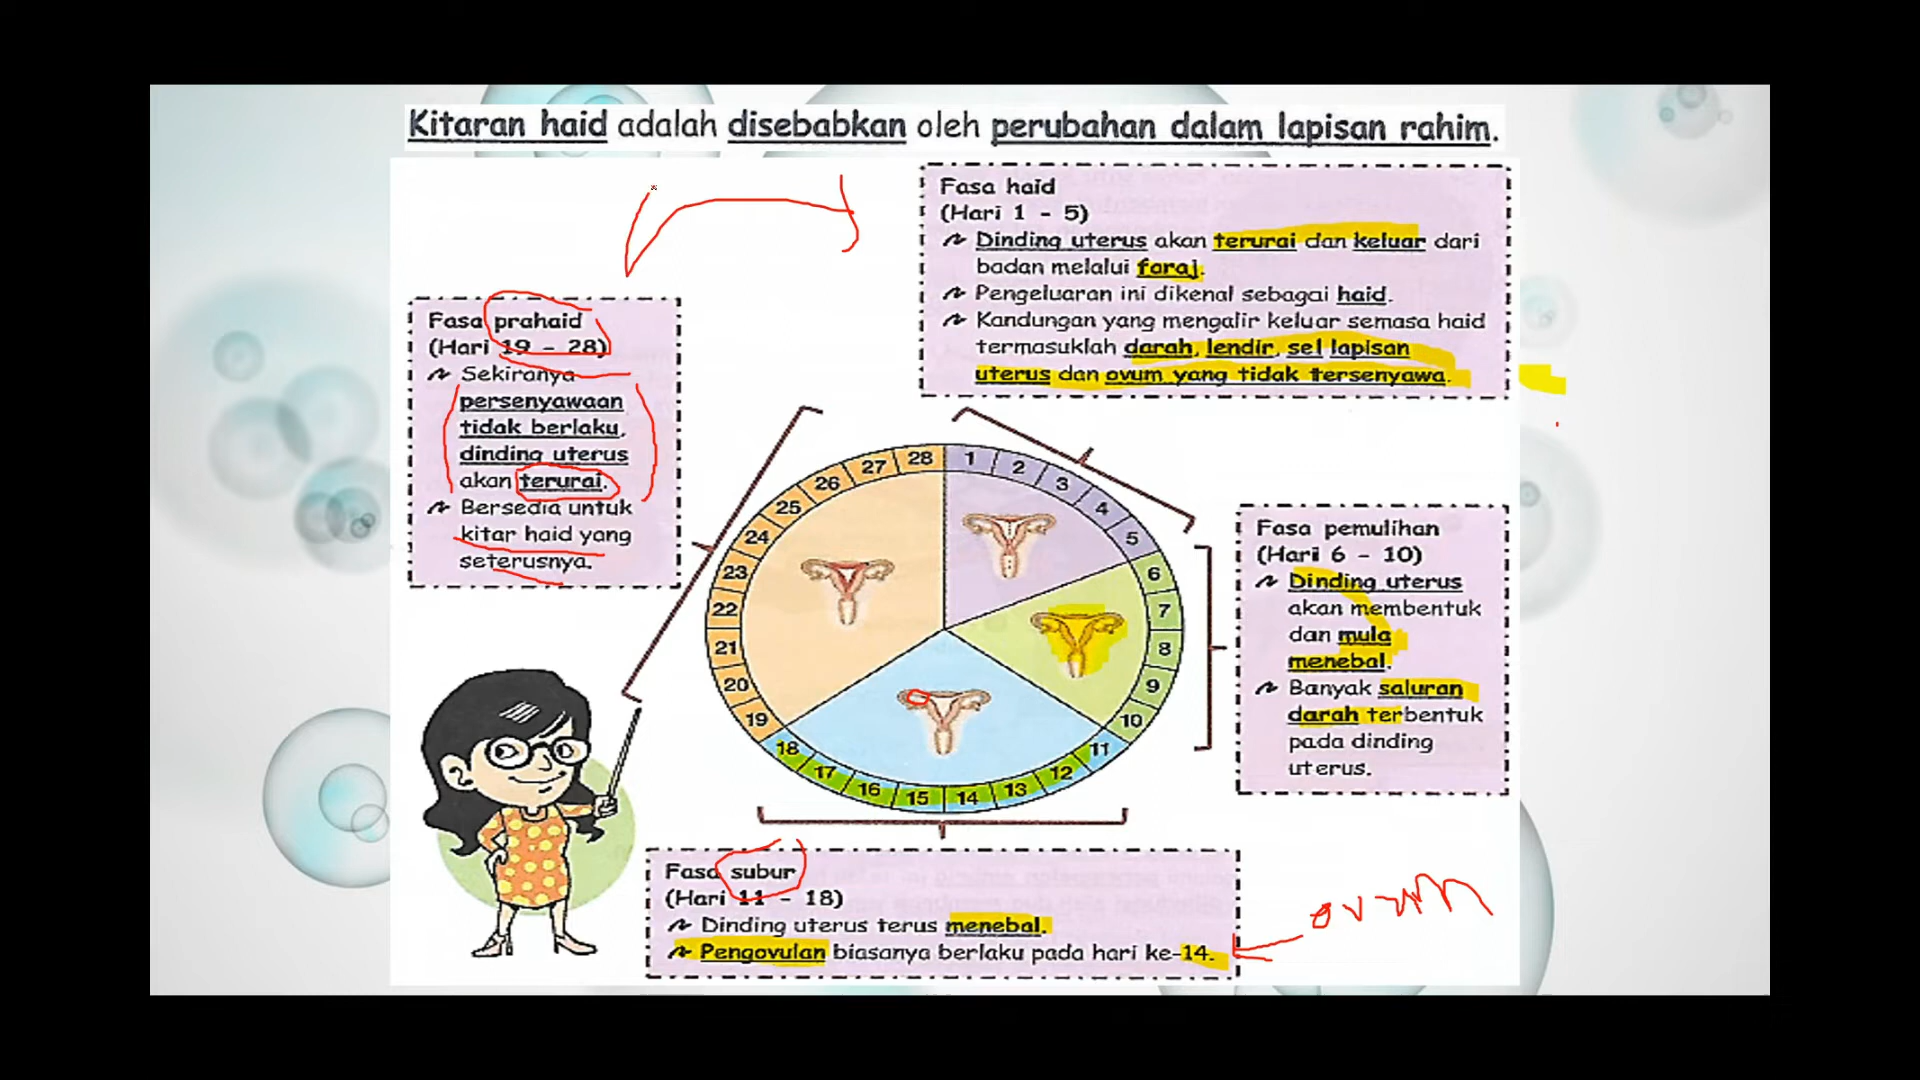 Kitaran haid adalah disebabkan oleh perubahan dalam lapisan rahim.
Fasa haid
(Hari 1 - 5)
Dinding uterus akan terurai dan keluar dari
badan melalui faraj.
Pengeluaran ini dikenal sebagai haid.
Kandungan yang mengalir keluar semasa haid
termasuklah darah, lendir, sel lapisan
uterus dan ovum yang tidak tersenyawa.
Fasa prahaid
(Hari 19 - 28)
Sekiranya
persenyawaan
tidak berlaku,
dinding uterus
akan terurai.
Bersedia untuk
kitar haid yang
seterusnya.
Fasa pemulihan
(Hari 6 - 10)
Dinding uterus
akan membentuk
dan mula
menebal.
Banyak saluran
darah terbentuk
pada dinding
uterus.
1
2
3
4
5
6
7
8
9
10
11
12
13
14
15
16
17
18
19
20
21
22
23
24
25
26
27
28
Fasa subur
(Hari 11 - 18)
Dinding uterus terus menebal.
Pengovulan biasanya berlaku pada hari ke-14.